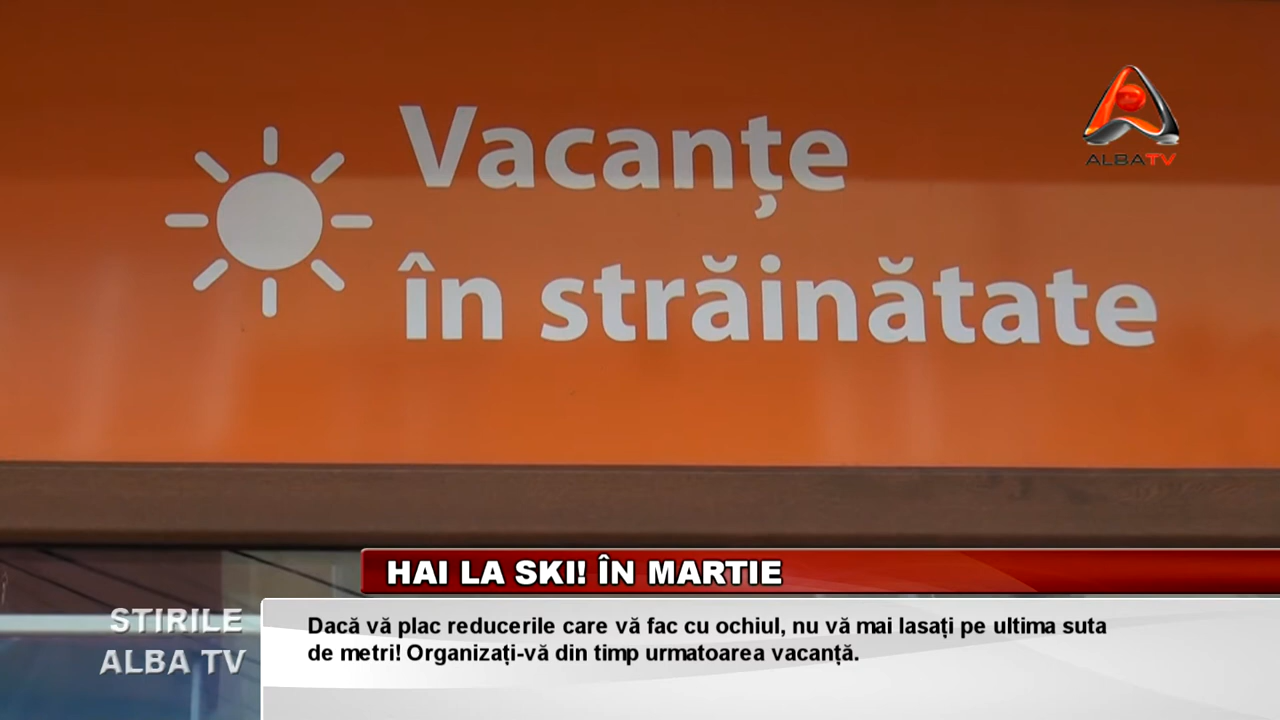 Vacanțe
în străinătate
ALBATV
HAI LA SKI! ÎN MARTIE
STIRILE
ALBA TV
Dacă vă plac reducerile care vă fac cu ochiul, nu vă mai lasați pe ultima suta
de metri! Organizați-vă din timp urmatoarea vacanță.